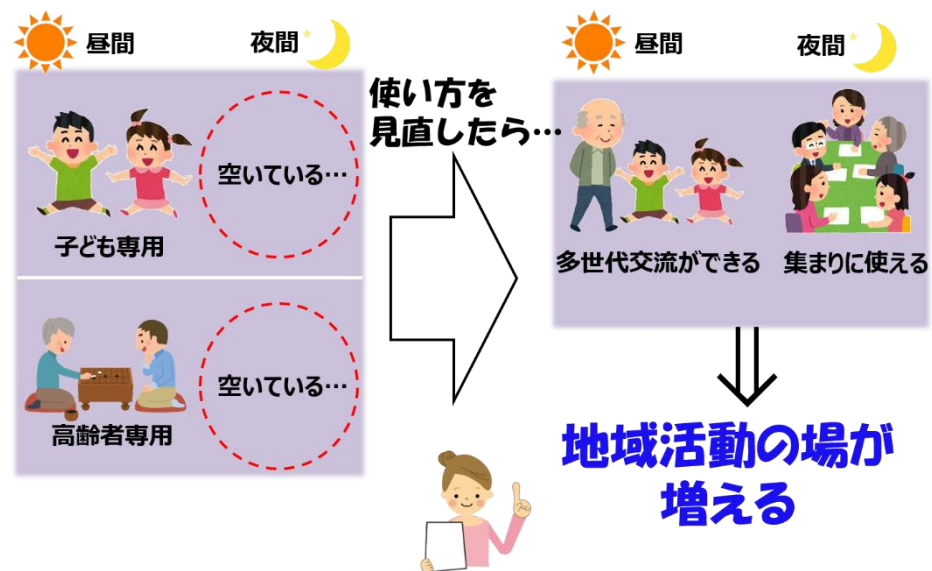 昼間
夜間
空いている…
子ども専用
空いている…
高齢者専用
使い方を
見直したら…
昼間
夜間
多世代交流ができる
集まりに使える
地域活動の場が
増える